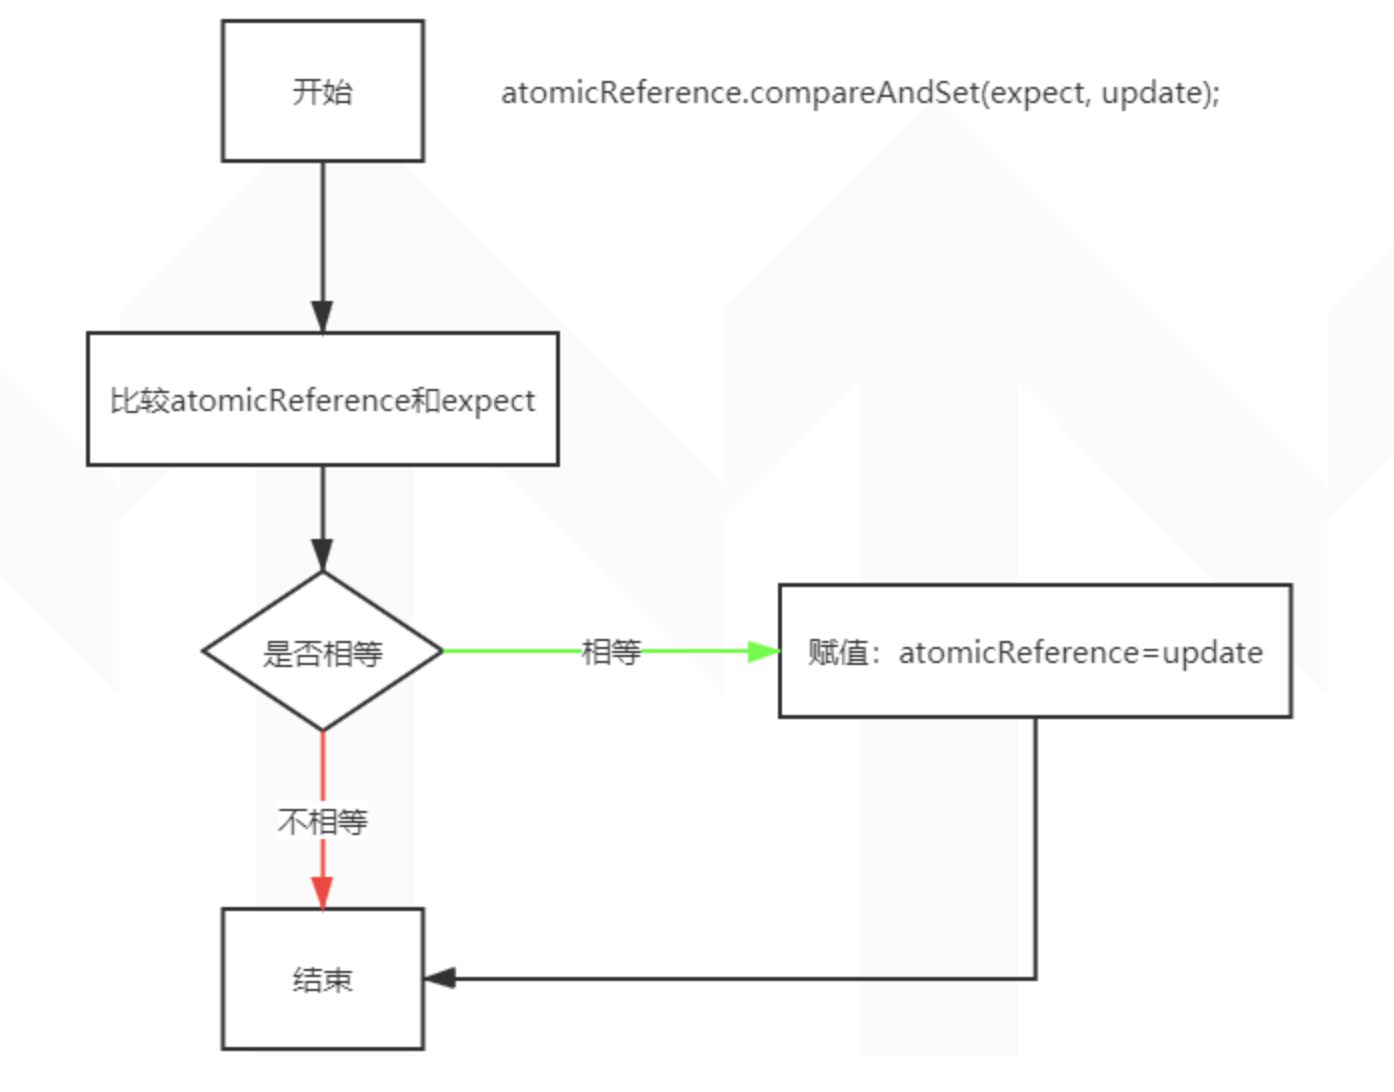 开始
atomicReference.compareAndSet(expect, update);
比较atomicReference和expect
是否相等
相等
赋值：atomicReference=update
不相等
结束